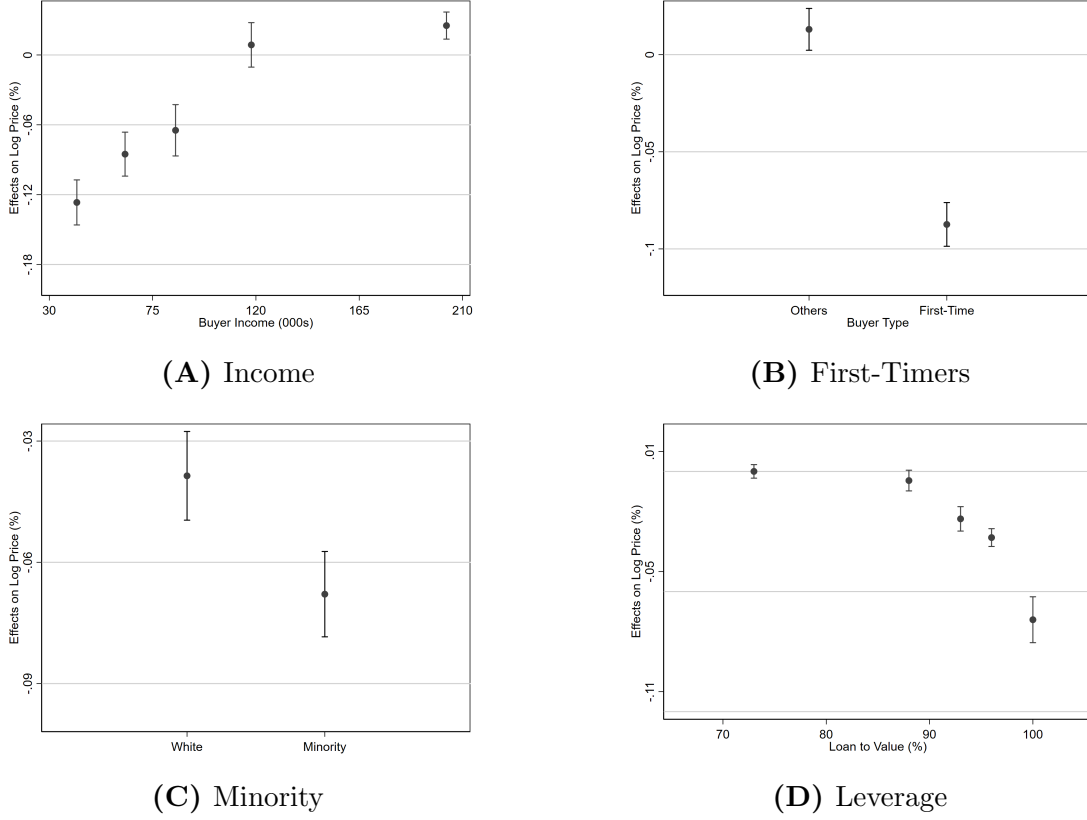 Effects on Log Price (%)
0
-.06
-.12
-.18
30 75 120 165 210
Buyer Income (000s)
(A) Income
Effects on Log Price (%)
0
-.05
-.1
Others First-Time
Buyer Type
(B) First-Timers
Effects on Log Price (%)
-.03
-.06
-.09
White Minority
(C) Minority
Effects on Log Price (%)
.01
-.05
-.11
70 80 90 100
Loan to Value (%)
(D) Leverage